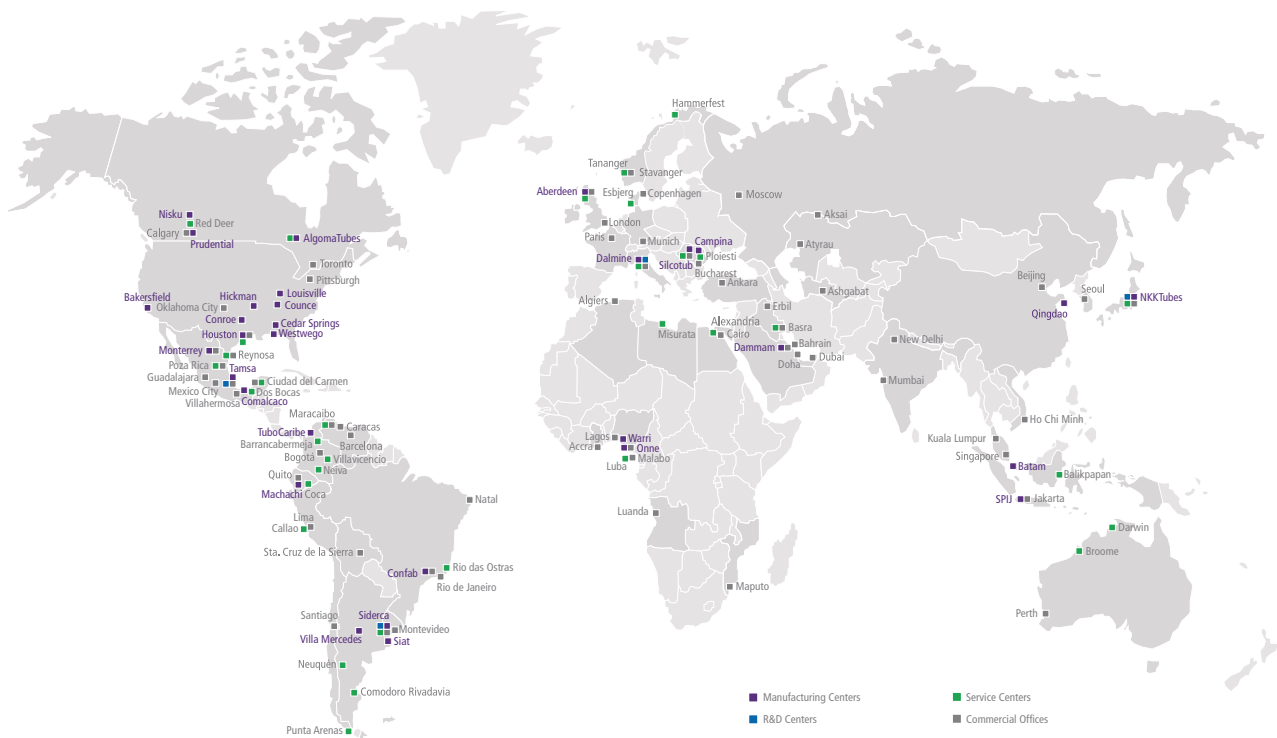 Hammerfest
Tananger
Stavanger
Aberdeen
Esbjerg
Copenhagen
Moscow
Nisku
Red Deer
Calgary
Prudential
AlgomaTubes
London
Aksai
Paris
Munich
Campina
Atyrau
Toronto
Dalmine
Silcotub
Ploiesti
Bucharest
Pittsburgh
Ankara
Beijing
Bakersfield
Hickman
Louisville
Oklahoma City
Counce
Algiers
Erbil
Ashgabat
Seoul
NKKTubes
Qingdao
Conroe
Cedar Springs
Houston
Westwego
Misurata
Alexandria
Cairo
Basra
New Delhi
Monterrey
Reynosa
Dammam
Bahrain
Doha
Dubai
Poza Rica
Tamsa
Guadalajara
Ciudad del Carmen
Mumbai
Mexico City
Dos Bocas
Villahermosa
Comalcaco
Maracaibo
Caracas
Ho Chi Minh
TuboCaribe
Barrancabermeja
Barcelona
Lagos
Warri
Kuala Lumpur
Accra
Onne
Bogotá
Villavicencio
Malabo
Singapore
Luba
Neiva
Batam
Quito
Balikpapan
Machachi
Coca
Natal
SPIJ
Jakarta
Lima
Luanda
Callao
Darwin
Sta. Cruz de la Sierra
Broome
Confab
Rio das Ostras
Rio de Janeiro
Maputo
Santiago
Siderca
Perth
Montevideo
Villa Mercedes
Siat
Neuquén
Comodoro Rivadavia
Punta Arenas
Manufacturing Centers
Service Centers
R&D Centers
Commercial Offices